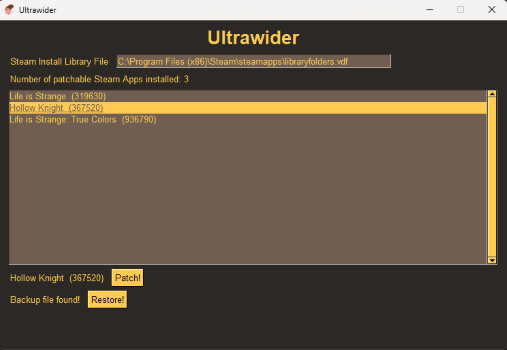 Ultrawider
Ultrawider
Steam Install Library File C:\Program Files (x86)\Steam\steamapps\libraryfolders.vdf
Number of patchable Steam Apps installed: 3
Life is Strange (319630)
Hollow Knight (367520)
Life is Strange: True Colors (936790)
Hollow Knight (367520) Patch!
Backup file found! Restore!